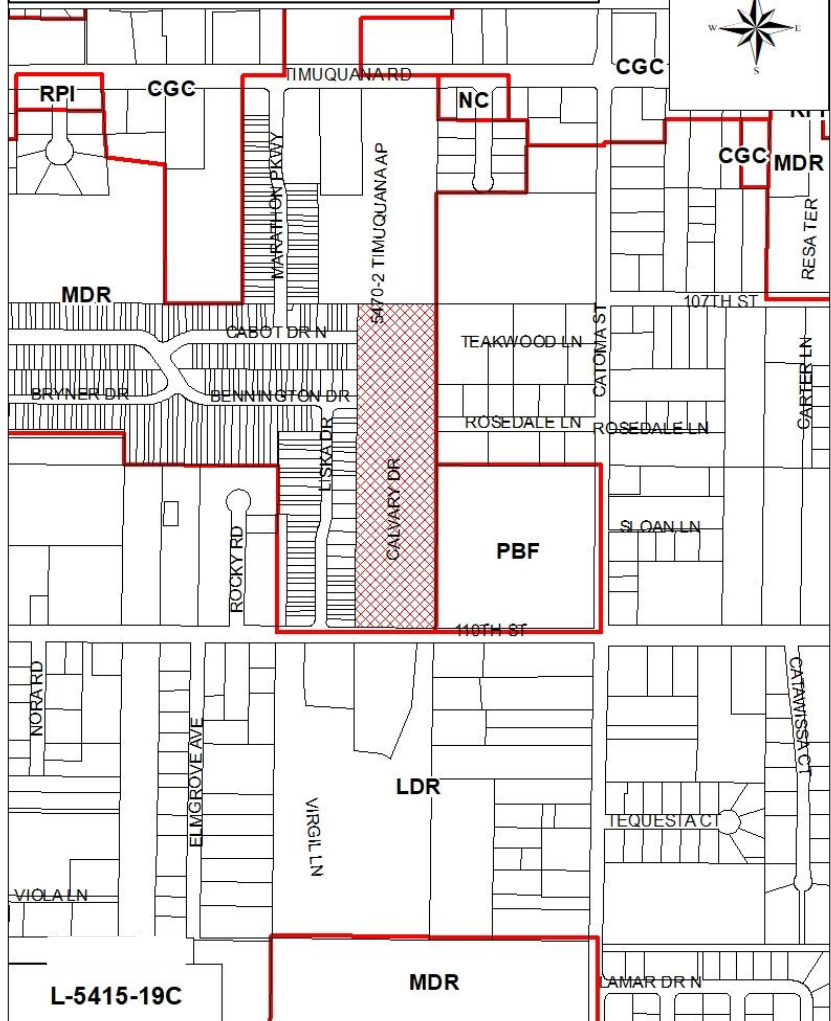 W
E
S
TIMUQUANA RD
CGC
RPI
CGC
NC
RPI
CGC
MDR
MARATHON PKWY
5470-2 TIMUQUANA AP
RESA TER
MDR
107TH ST
CABOT DR N
TEAKWOOD LN
CATOMA ST
CARTER LN
BRYNER DR
BENNINGTON DR
ROSEDALE LN
ROSEDALE LN
LISKA DR
CALVARY DR
ROCKY RD
PBF
SLOAN LN
110TH ST
NORA RD
ELMGROVE AVE
CATAWISSA CT
LDR
VIRGIL LN
TEQUESTA CT
VIOLA LN
L-5415-19C
MDR
LAMAR DR N